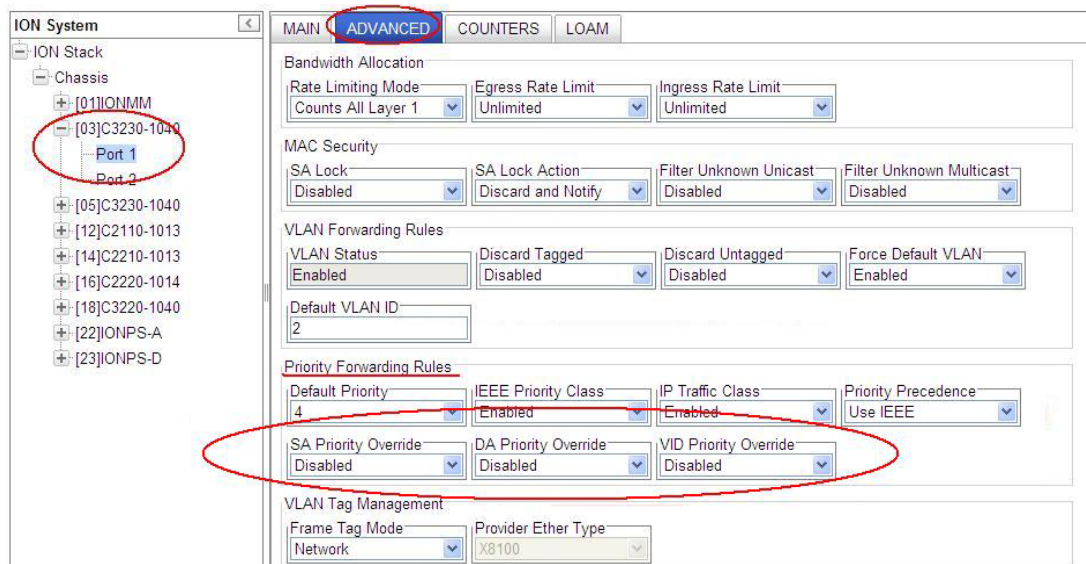 ION System
ION Stack
Chassis
[01]IONMM
[03]C3230-1040
Port 1
Port 2
[05]C3230-1040
[12]C2110-1013
[14]C2210-1013
[16]C2220-1014
[18]C3220-1040
[22]IONPS-A
[23]IONPS-D
MAIN ADVANCED COUNTERS LOAM
Bandwidth Allocation
Rate Limiting Mode Egress Rate Limit Ingress Rate Limit
Counts All Layer 1 Unlimited Unlimited
MAC Security
SA Lock SA Lock Action Filter Unknown Unicast Filter Unknown Multicast
Disabled Discard and Notify Disabled Disabled
VLAN Forwarding Rules
VLAN Status Discard Tagged Discard Untagged Force Default VLAN
Enabled Disabled Disabled Enabled
Default VLAN ID
2
Priority Forwarding Rules
Default Priority IEEE Priority Class IP Traffic Class Priority Precedence
4 Enabled Enabled Use IEEE
SA Priority Override DA Priority Override VID Priority Override
Disabled Disabled Disabled
VLAN Tag Management
Frame Tag Mode Provider Ether Type
Network X8100